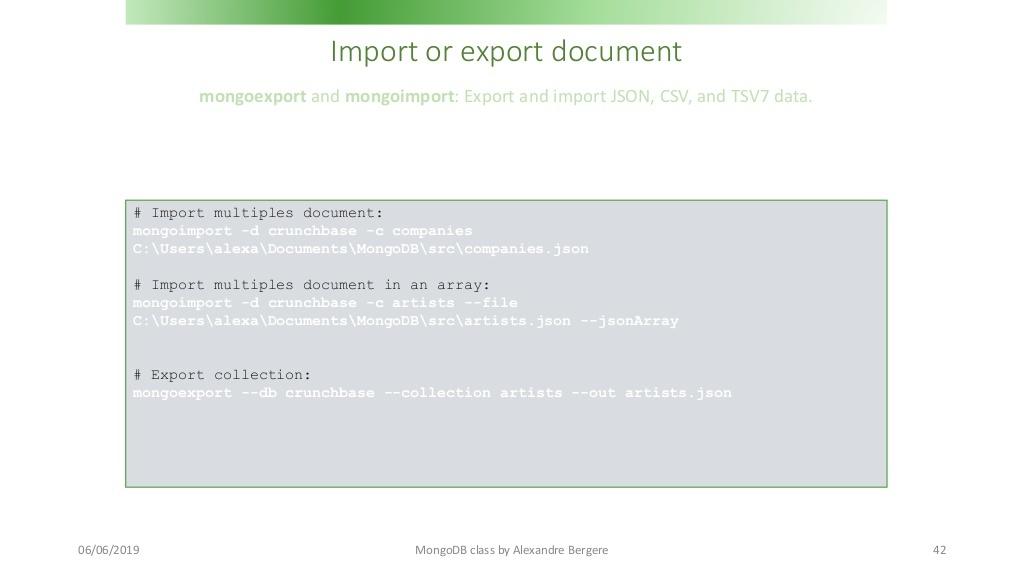 Import or export document
mongoexport and mongoimport: Export and import JSON, CSV, and TSV7 data.
# Import multiples document:
mongoimport -d crunchbase -c companies
C:\Users\alexa\Documents\MongoDB\src\companies.json
# Import multiples document in an array:
mongoimport -d crunchbase -c artists --file
C:\Users\alexa\Documents\MongoDB\src\artists.json --jsonArray
# Export collection:
mongoexport --db crunchbase --collection artists --out artists.json
06/06/2019
MongoDB class by Alexandre Bergere
42